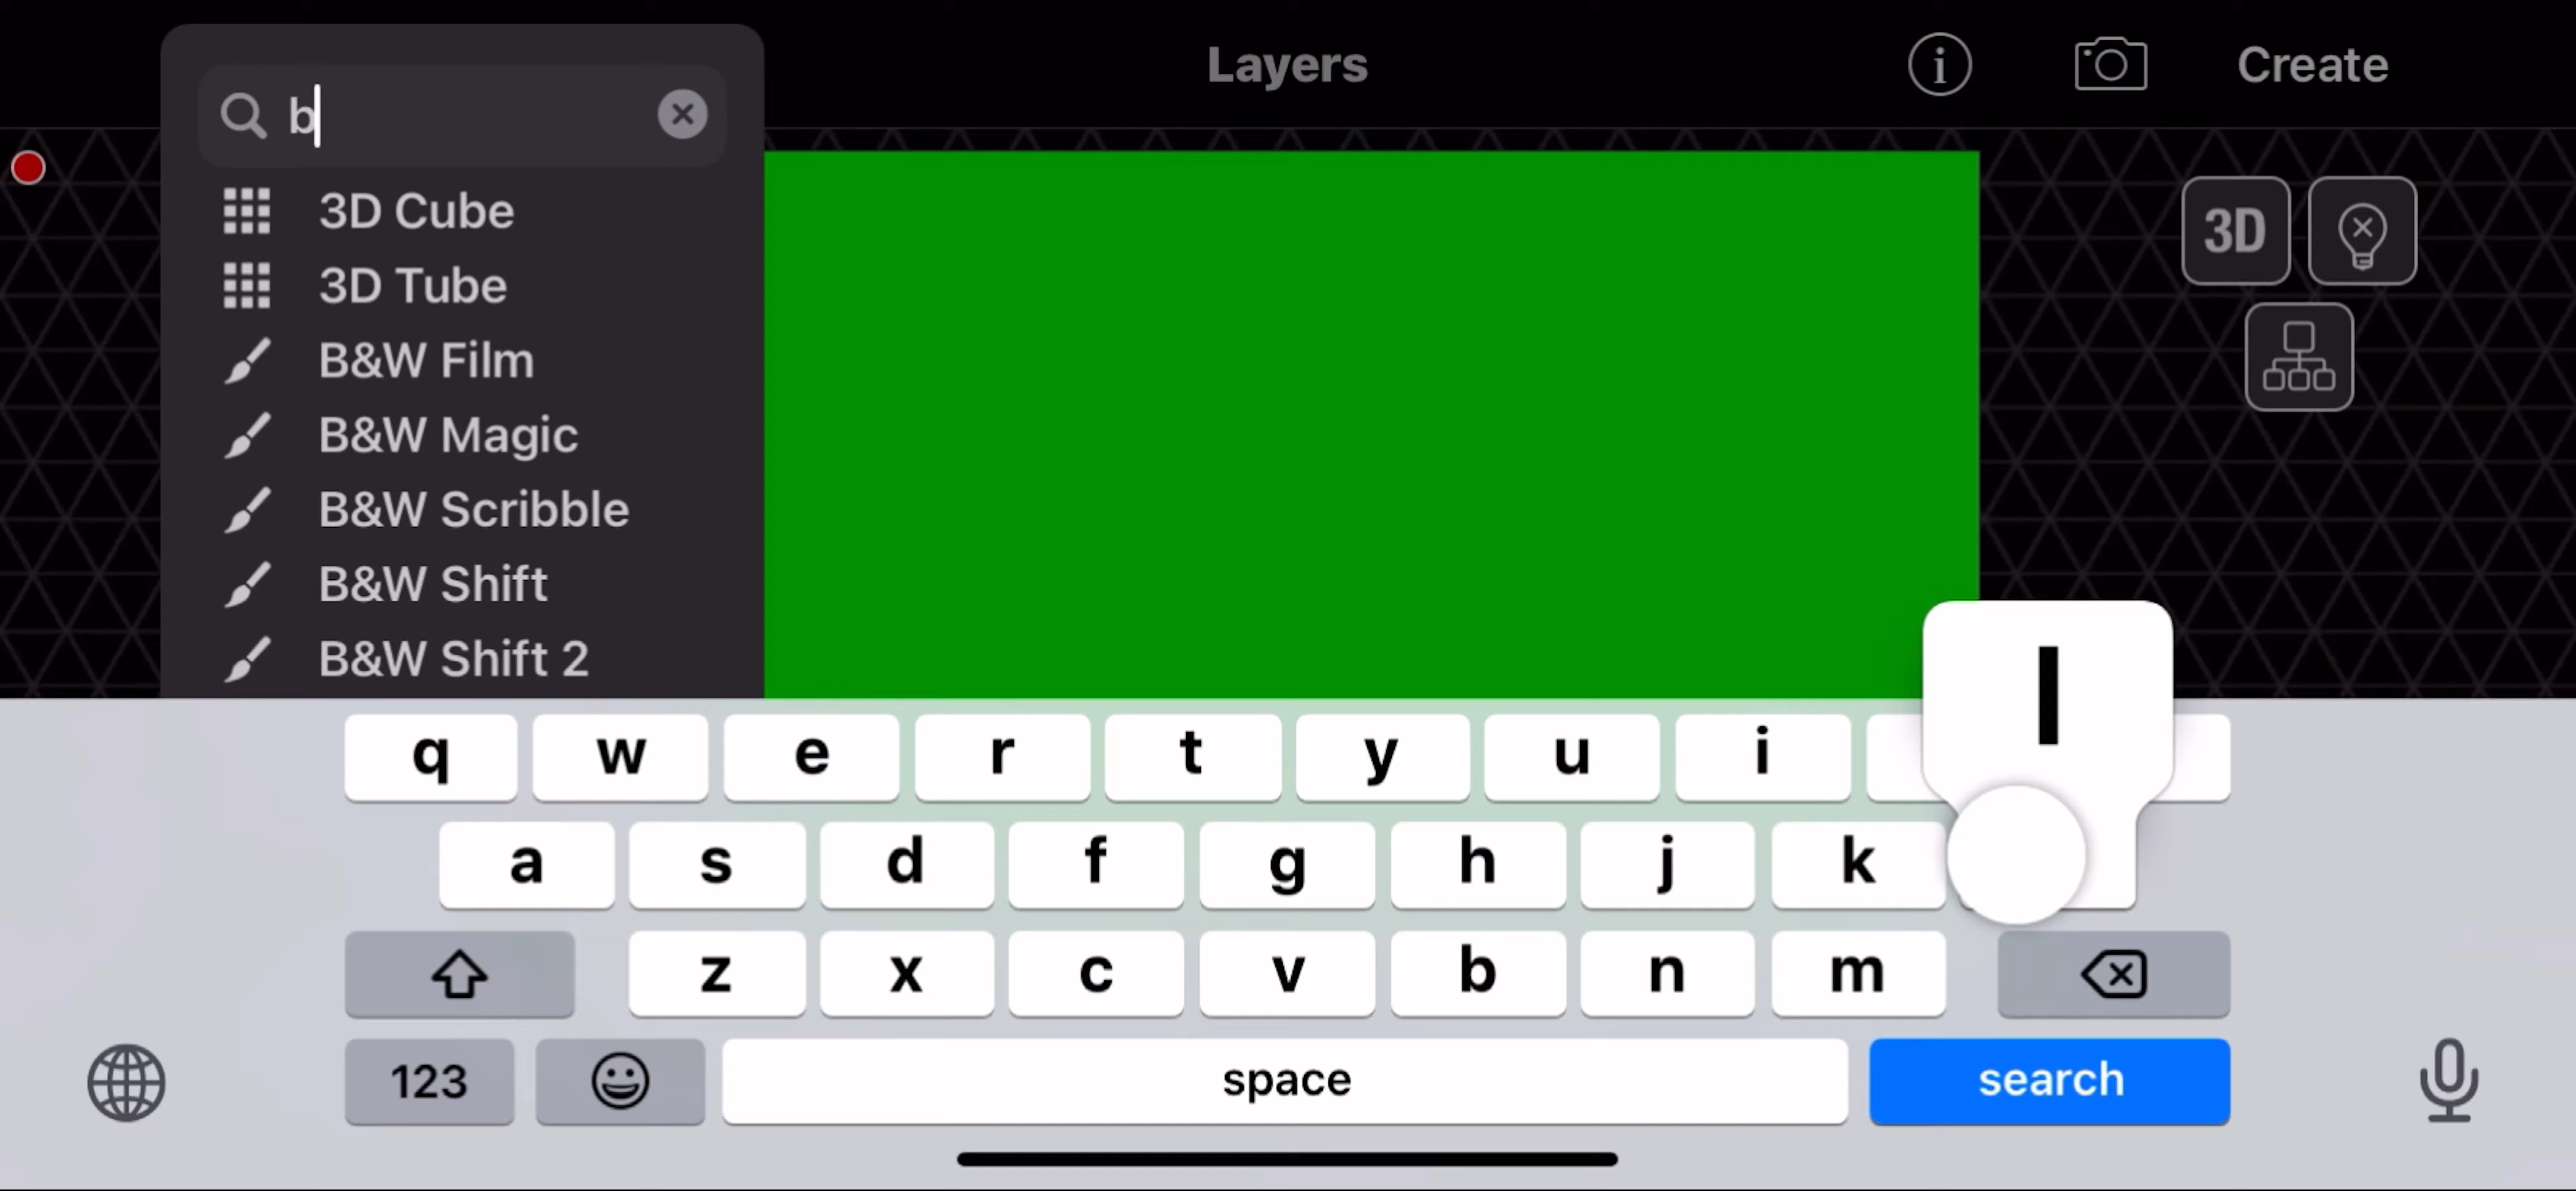 Layers
Create
b
3D Cube
3D Tube
B&W Film
B&W Magic
B&W Scribble
B&W Shift
B&W Shift 2
3D
l
q w e r t y u i
a s d f g h j k
z x c v b n m
123 space search